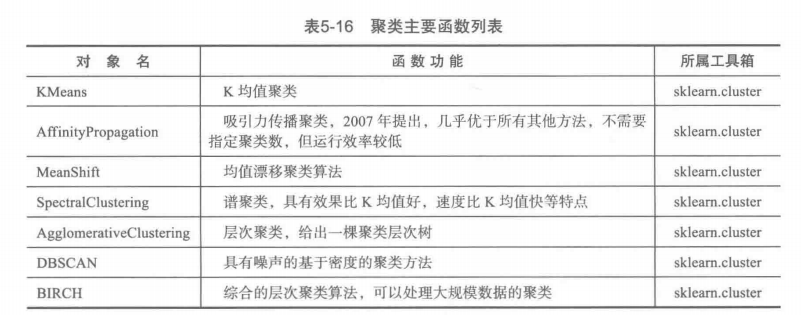 表5-16 聚类主要函数列表
对 象 名 函 数 功 能 所属工具箱
KMeans K 均值聚类 sklearn.cluster
AffinityPropagation 吸引力传播聚类，2007 年提出，几乎优于所有其他方法，不需要
指定聚类数，但运行效率较低 sklearn.cluster
MeanShift 均值漂移聚类算法 sklearn.cluster
SpectralClustering 谱聚类，具有效果比 K 均值好，速度比 K 均值快等特点 sklearn.cluster
AgglomerativeClustering 层次聚类，给出一棵聚类层次树 sklearn.cluster
DBSCAN 具有噪声的基于密度的聚类方法 sklearn.cluster
BIRCH 综合的层次聚类算法，可以处理大规模数据的聚类 sklearn.cluster